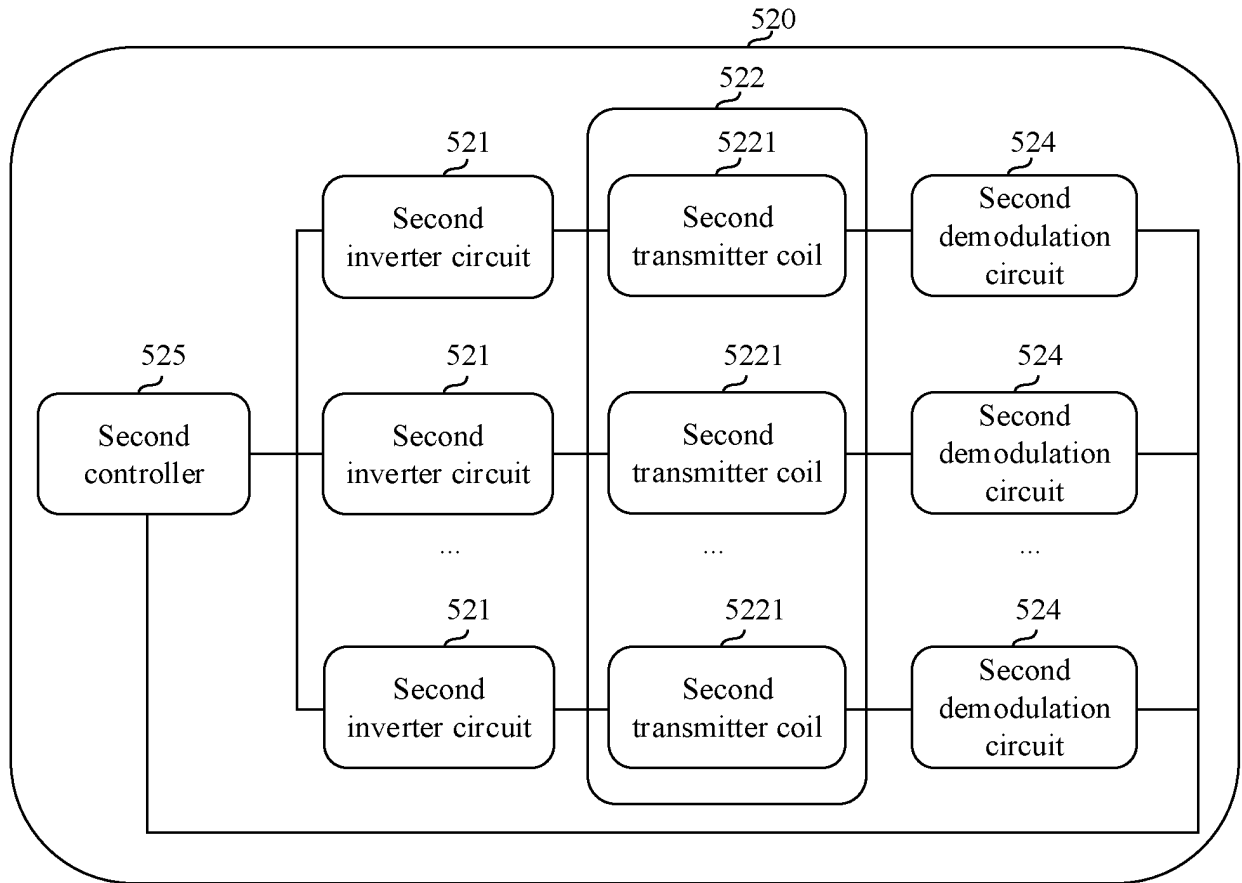 520
522
521
5221
524
Second
inverter circuit
Second
transmitter coil
Second
demodulation
circuit
525
521
5221
524
Second
controller
Second
inverter circuit
Second
transmitter coil
Second
demodulation
circuit
...
...
...
521
5221
524
Second
inverter circuit
Second
transmitter coil
Second
demodulation
circuit